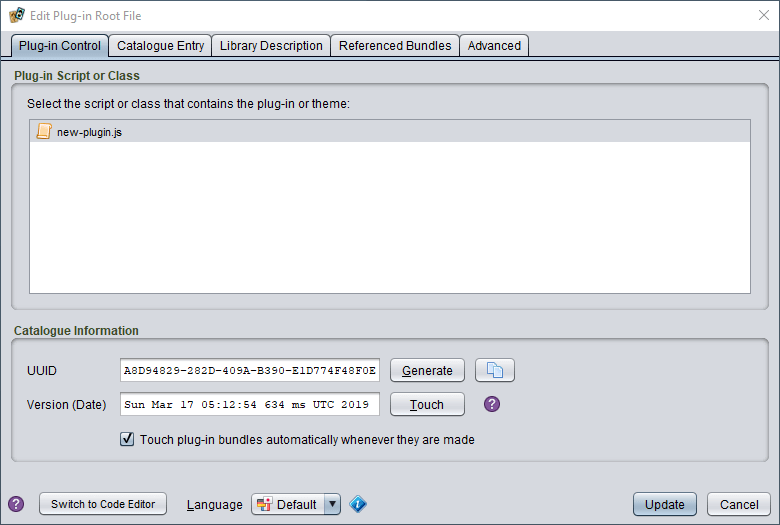 Edit Plug-in Root File
Plug-in Control Catalogue Entry Library Description Referenced Bundles Advanced
Plug-in Script or Class
Select the script or class that contains the plug-in or theme:
new-plugin.js
Catalogue Information
UUID A8D94829-282D-409A-B390-E1D774F48F0E Generate
Version (Date) Sun Mar 17 05:12:54 634 ms UTC 2019 Touch ?
Touch plug-in bundles automatically whenever they are made
? Switch to Code Editor Language Default i Update Cancel